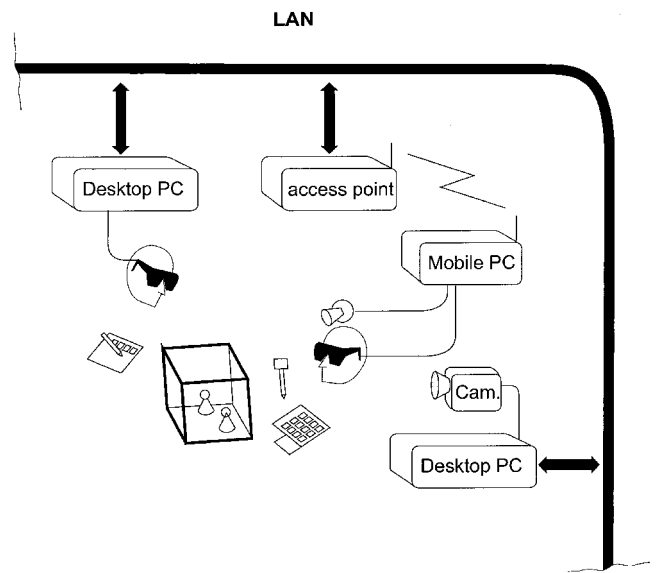 LAN
Desktop PC
access point
Mobile PC
Cam.
Desktop PC